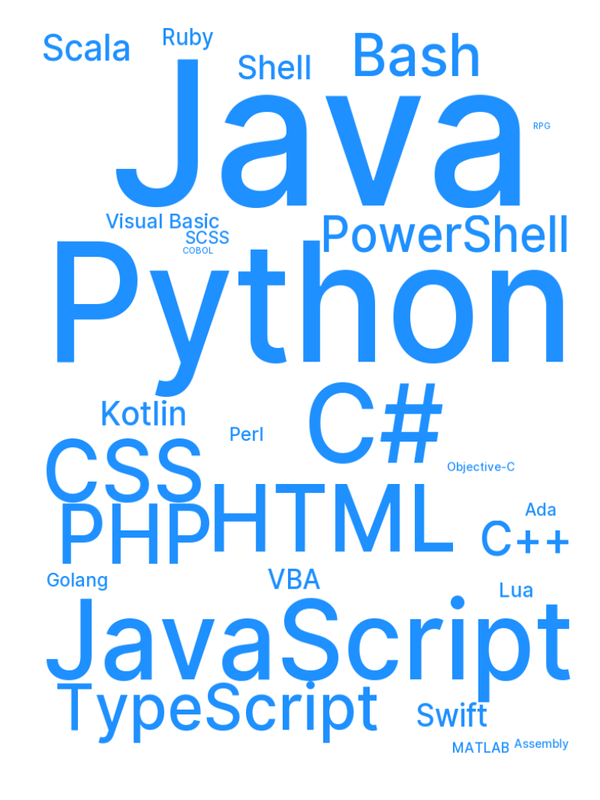 Scala
Ruby
Shell
Bash
Java
RPG
Visual Basic
SCSS
COBOL
PowerShell
Python
Kotlin
Perl
C#
CSS
Objective-C
PHP
HTML
Ada
C++
Golang
VBA
Lua
JavaScript
TypeScript
Swift
MATLAB
Assembly